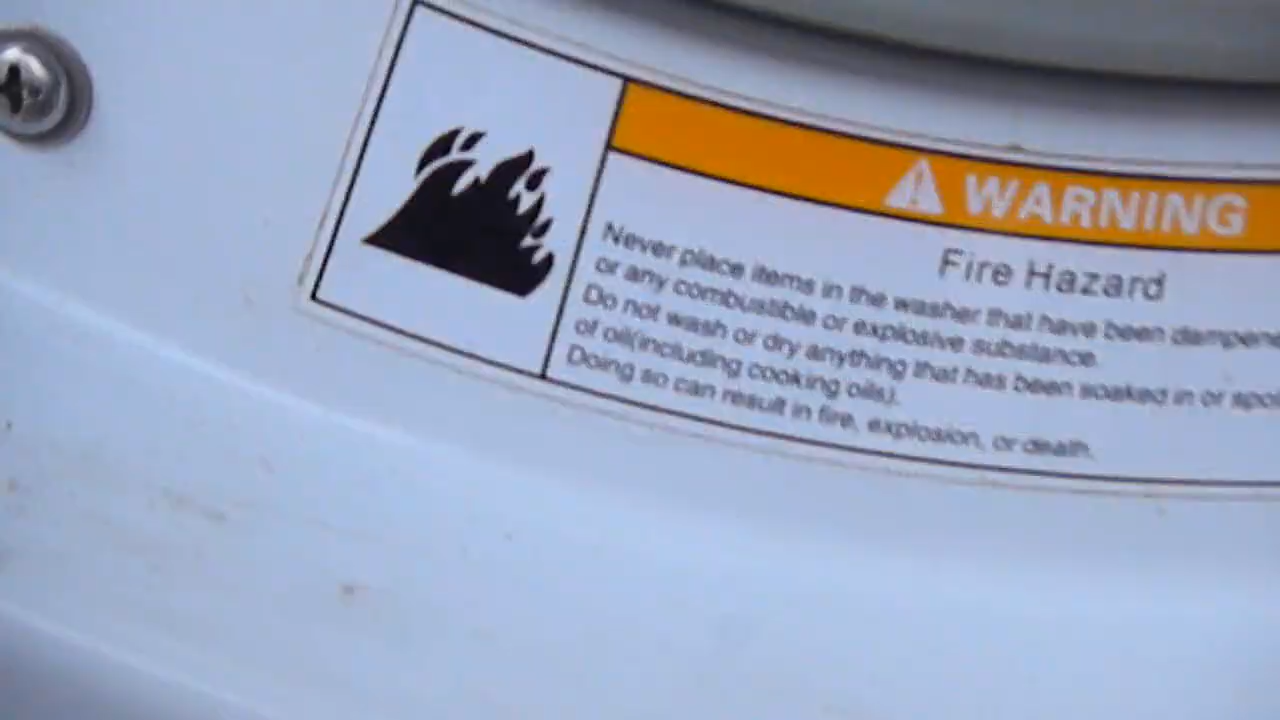 WARNING
Fire Hazard
Never place items in the washer that have been dampene
or any combustible or explosive substance.
Do not wash or dry anything that has been soaked in or spot
of oil(including cooking oils).
Doing so can result in fire, explosion, or death.